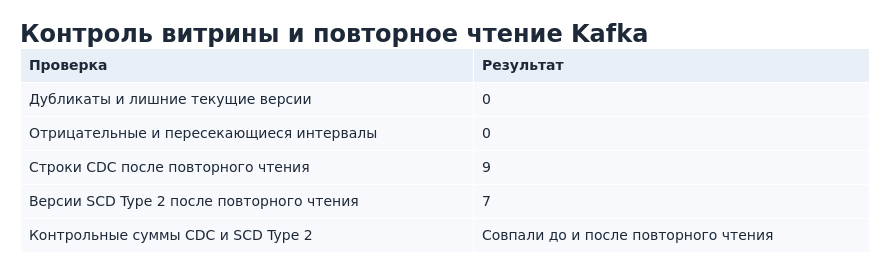 Контроль витрины и повторное чтение Kafka
Проверка Результат
Дубликаты и лишние текущие версии 0
Отрицательные и пересекающиеся интервалы 0
Строки CDC после повторного чтения 9
Версии SCD Type 2 после повторного чтения 7
Контрольные суммы CDC и SCD Type 2 Совпали до и после повторного чтения